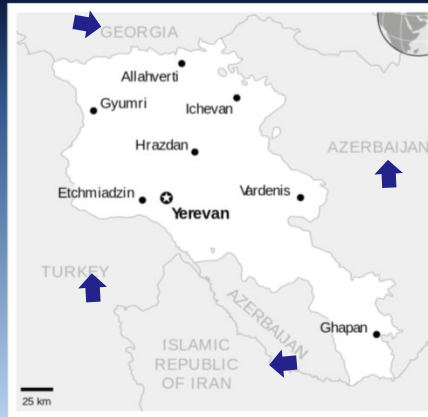 GEORGIA
Allahverti
Gyumri
Ichevan
Hrazdan
AZERBAIJAN
Etchmiadzin
Vardenis
Yerevan
TURKEY
AZERBAIJAN
Ghapan
ISLAMIC
REPUBLIC
OF IRAN
25 km